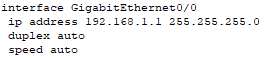 interface GigabitEthernet0/0
 ip address 192.168.1.1 255.255.255.0
 duplex auto
 speed auto